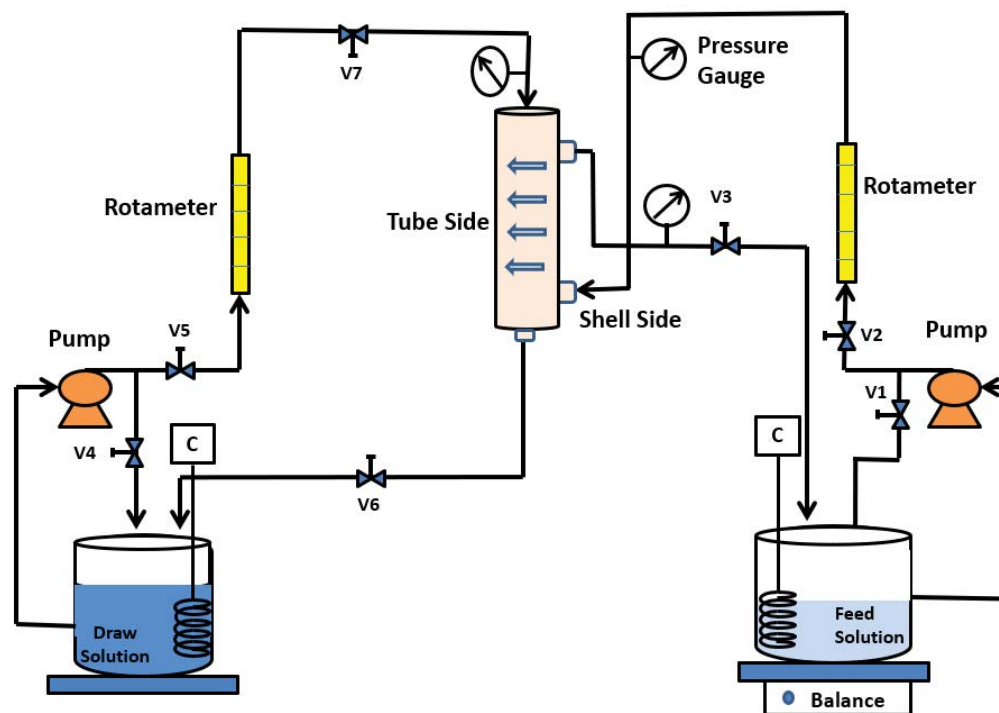 V7
Pressure
Gauge
Rotameter
Rotameter
Tube Side
V3
Shell Side
Pump
V5
V2
Pump
V1
V4
C
C
V6
Draw
Solution
Feed
Solution
Balance